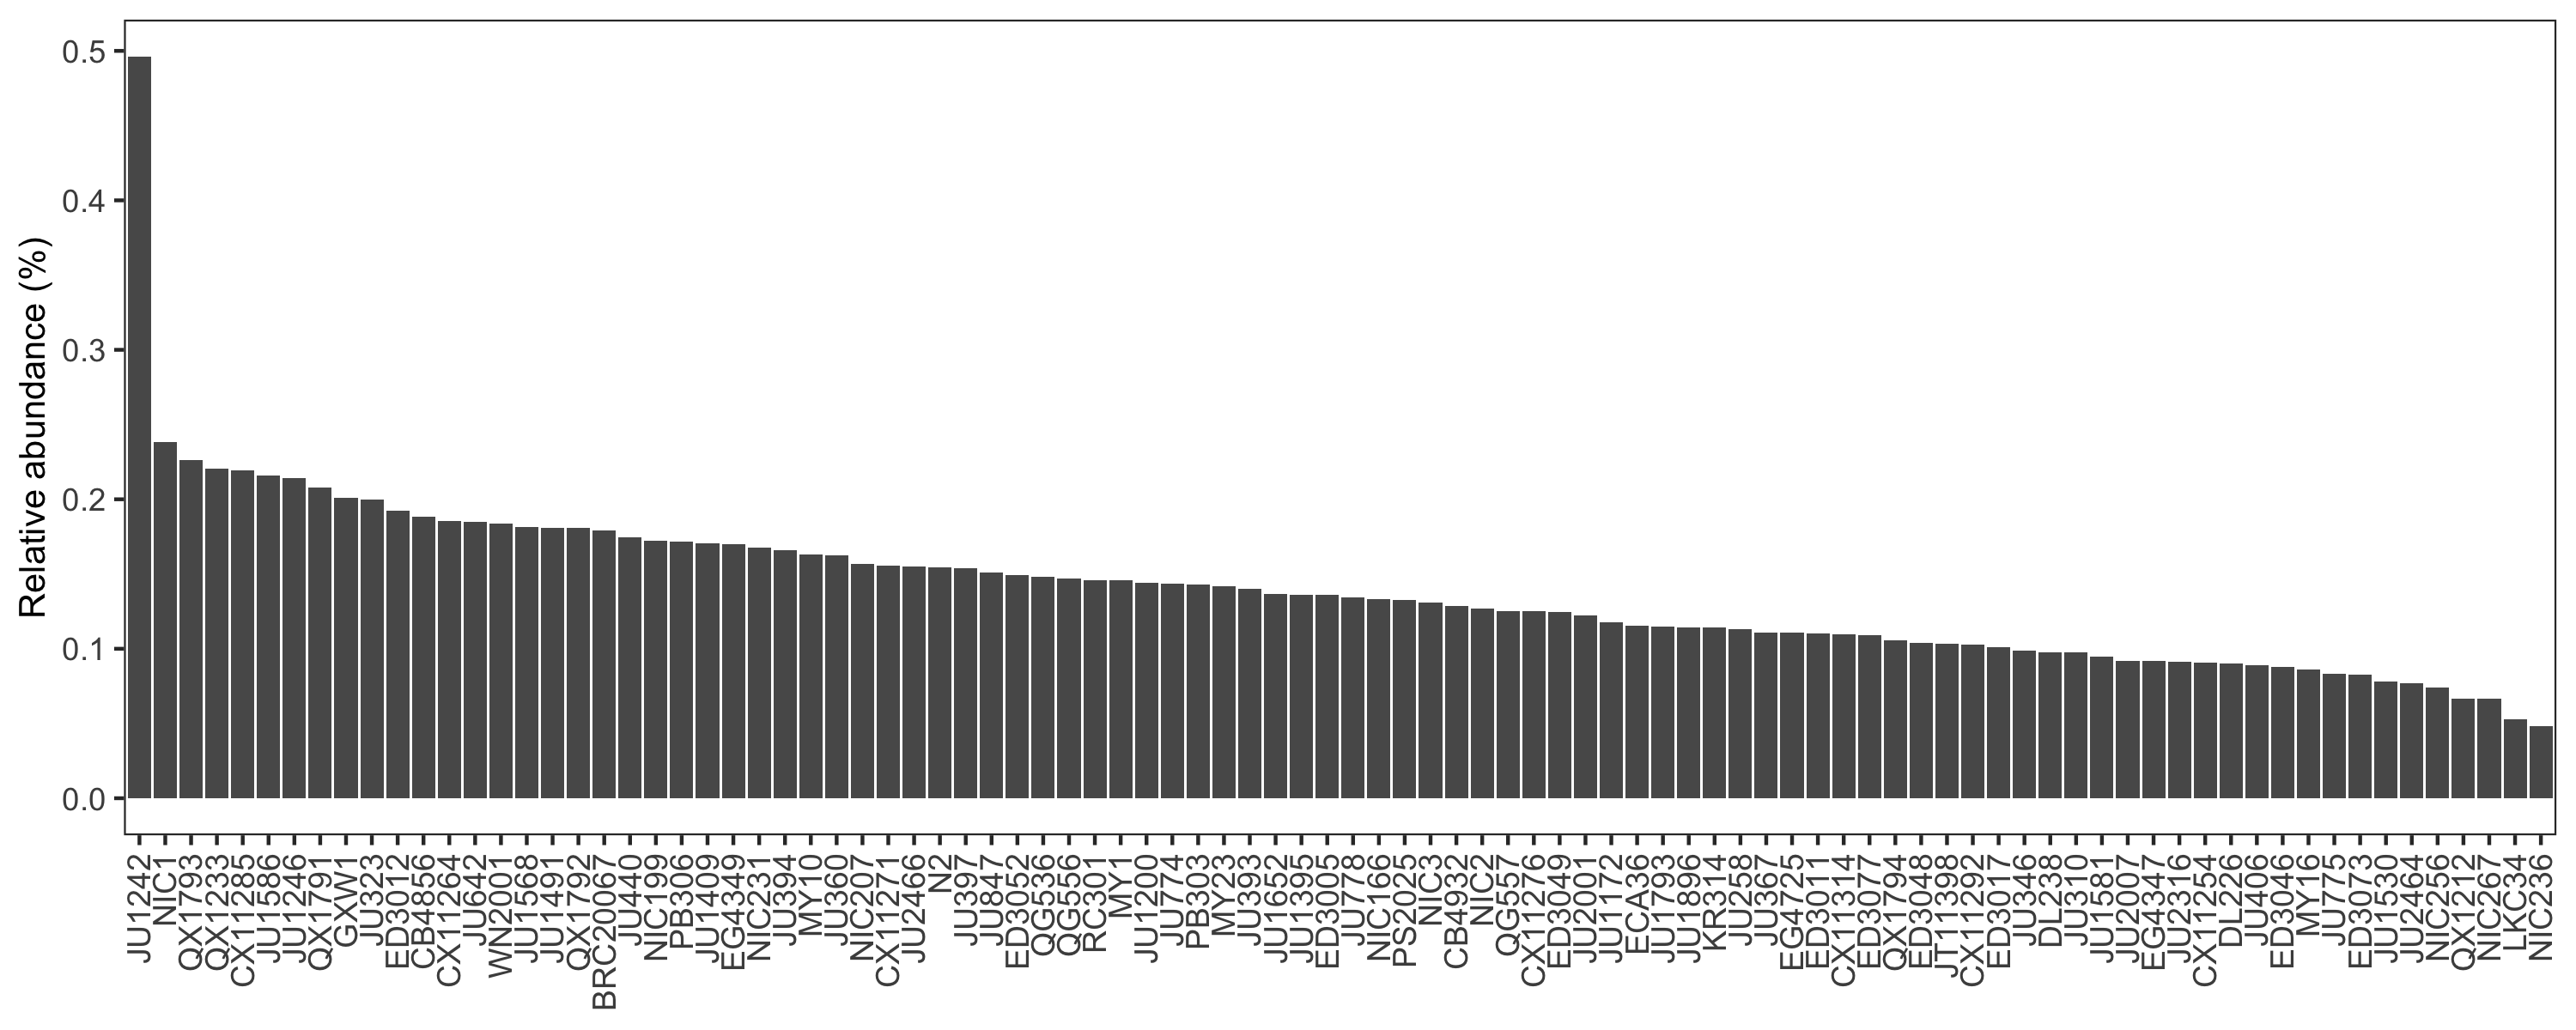 Relative abundance (%)
0.5
0.4
0.3
0.2
0.1
0.0
JU1242
NIC1
QX1793
QX1233
CX11285
JU1586
JU1246
QX1791
GXW1
JU323
ED3012
CB4856
CX11264
JU642
WN2001
JU1568
JU1491
QX1792
BRC20067
JU440
NIC199
PB306
JU1409
EG4349
NIC231
JU394
MY10
JU360
NIC207
CX11271
JU2466
N2
JU397
JU847
ED3052
QG536
QG556
RC301
MY1
JU1200
JU774
PB303
MY23
JU393
JU1652
JU1395
ED3005
JU778
NIC166
PS2025
NIC3
CB4932
NIC2
QG557
CX11276
ED3049
JU2001
JU1172
ECA36
JU1793
JU1896
KR314
JU258
JU367
EG4725
ED3011
CX11314
ED3077
QX1794
ED3048
JT11398
CX11292
ED3017
JU346
DL238
JU310
JU1581
JU2007
EG4347
JU2316
CX11254
DL226
JU406
ED3046
MY16
JU775
ED3073
JU1530
JU2464
NIC256
QX1212
NIC267
LKC34
NIC236